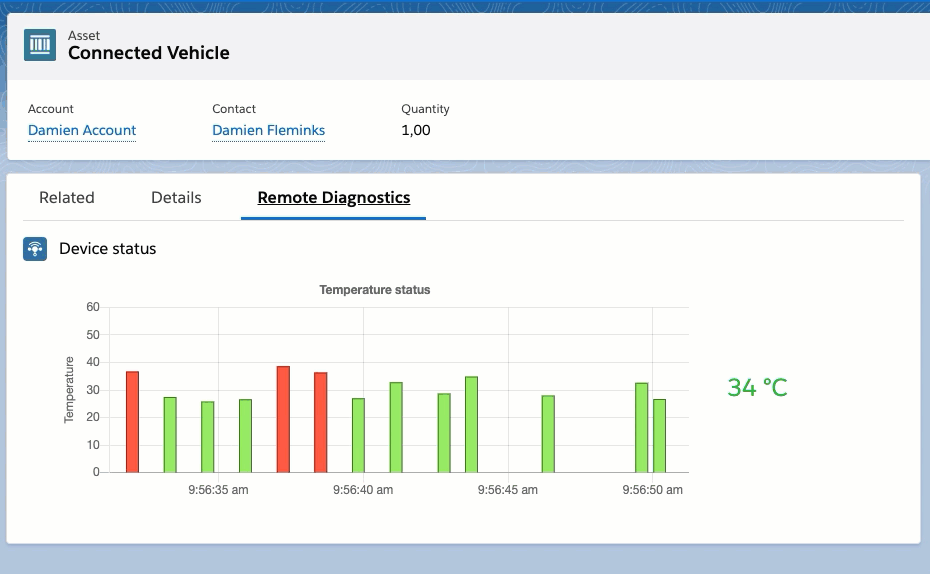 Asset
Connected Vehicle
Account
Contact
Quantity
Damien Account
Damien Fleminks
1,00
Related
Details
Remote Diagnostics
Device status
Temperature status
Temperature
60
50
40
30
20
10
0
9:56:35 am
9:56:40 am
9:56:45 am
9:56:50 am
34 °C